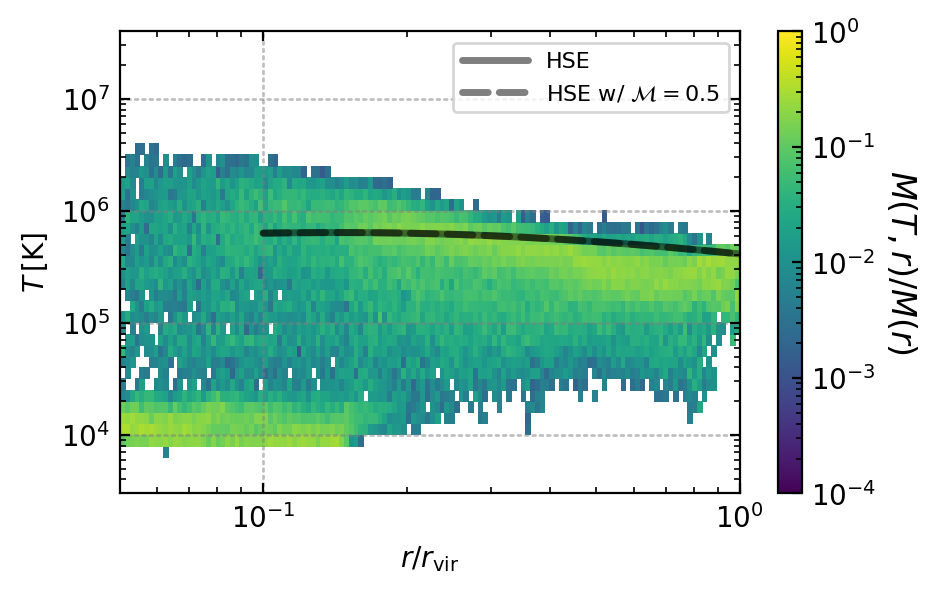 HSE
HSE w/ ℳ = 0.5
T [K]
10⁷
10⁶
10⁵
10⁴
10⁻¹
10⁰
r/r_vir
10⁰
10⁻¹
10⁻²
10⁻³
10⁻⁴
M(T, r)/M(r)